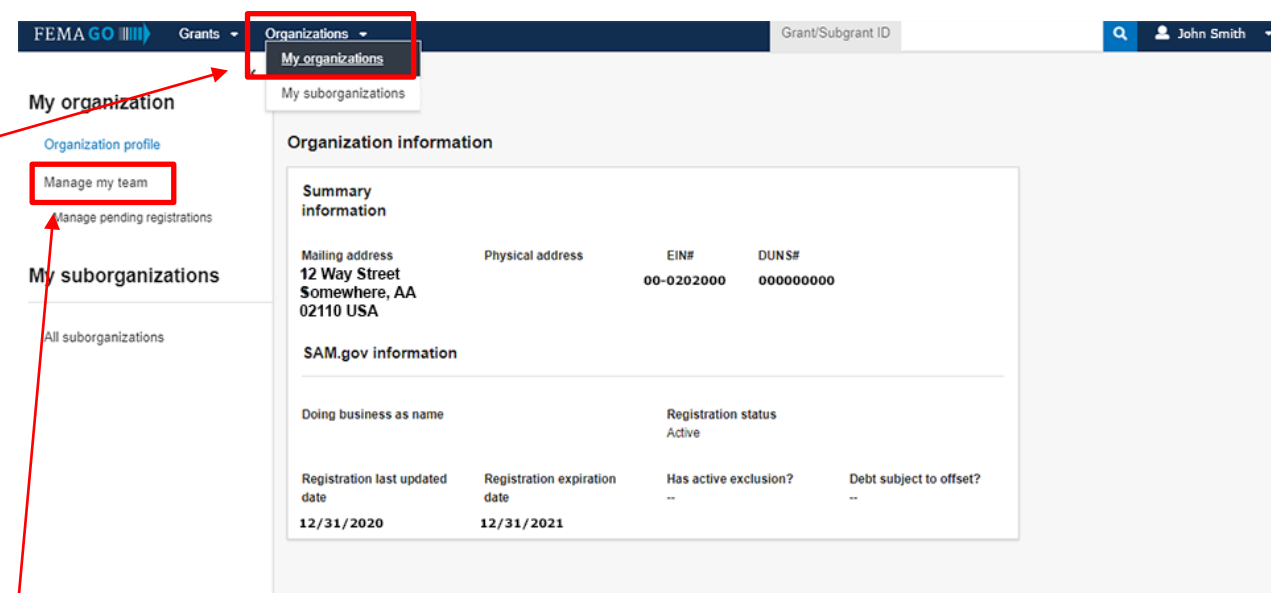 FEMA GO Grants Organizations Grant/Subgrant ID John Smith
My organizations
My suborganizations
My organization
Organization profile
Manage my team
Manage pending registrations
My suborganizations
All suborganizations
Organization information
Summary
information
Mailing address Physical address EIN# DUNS#
12 Way Street
Somewhere, AA
02110 USA
00-0202000 000000000
SAM.gov information
Doing business as name Registration status
Active
Registration last updated
date
Registration expiration
date
Has active exclusion? Debt subject to offset?
-- --
12/31/2020 12/31/2021